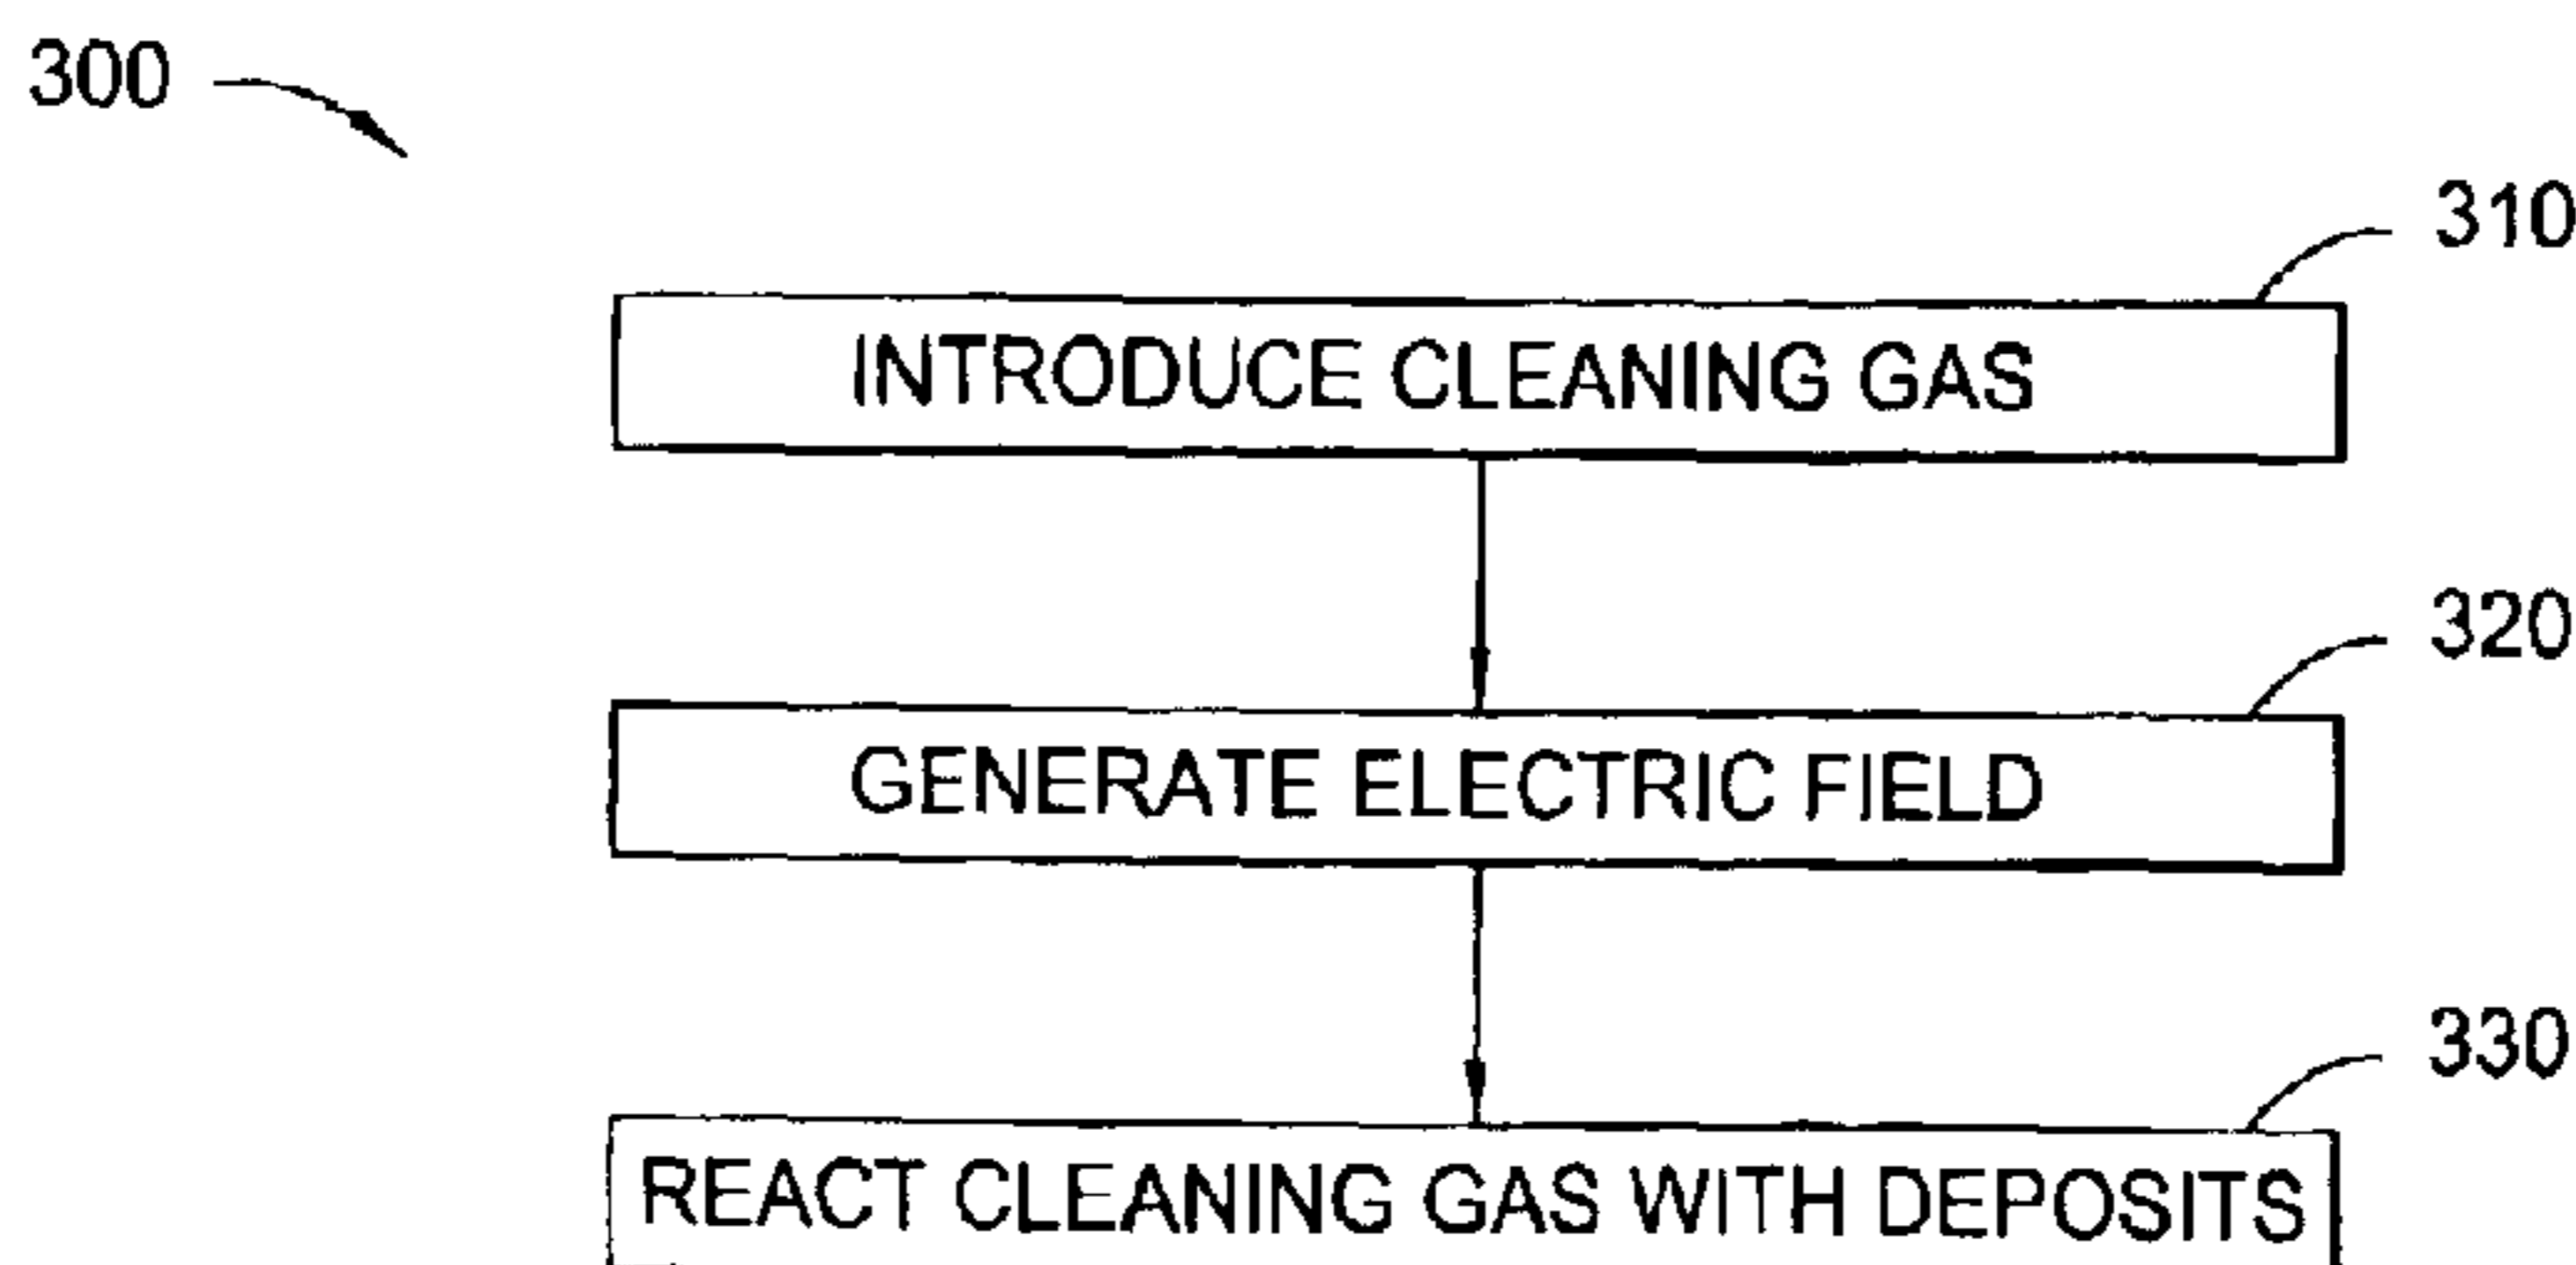 300
310
INTRODUCE CLEANING GAS
320
GENERATE ELECTRIC FIELD
330
REACT CLEANING GAS WITH DEPOSITS